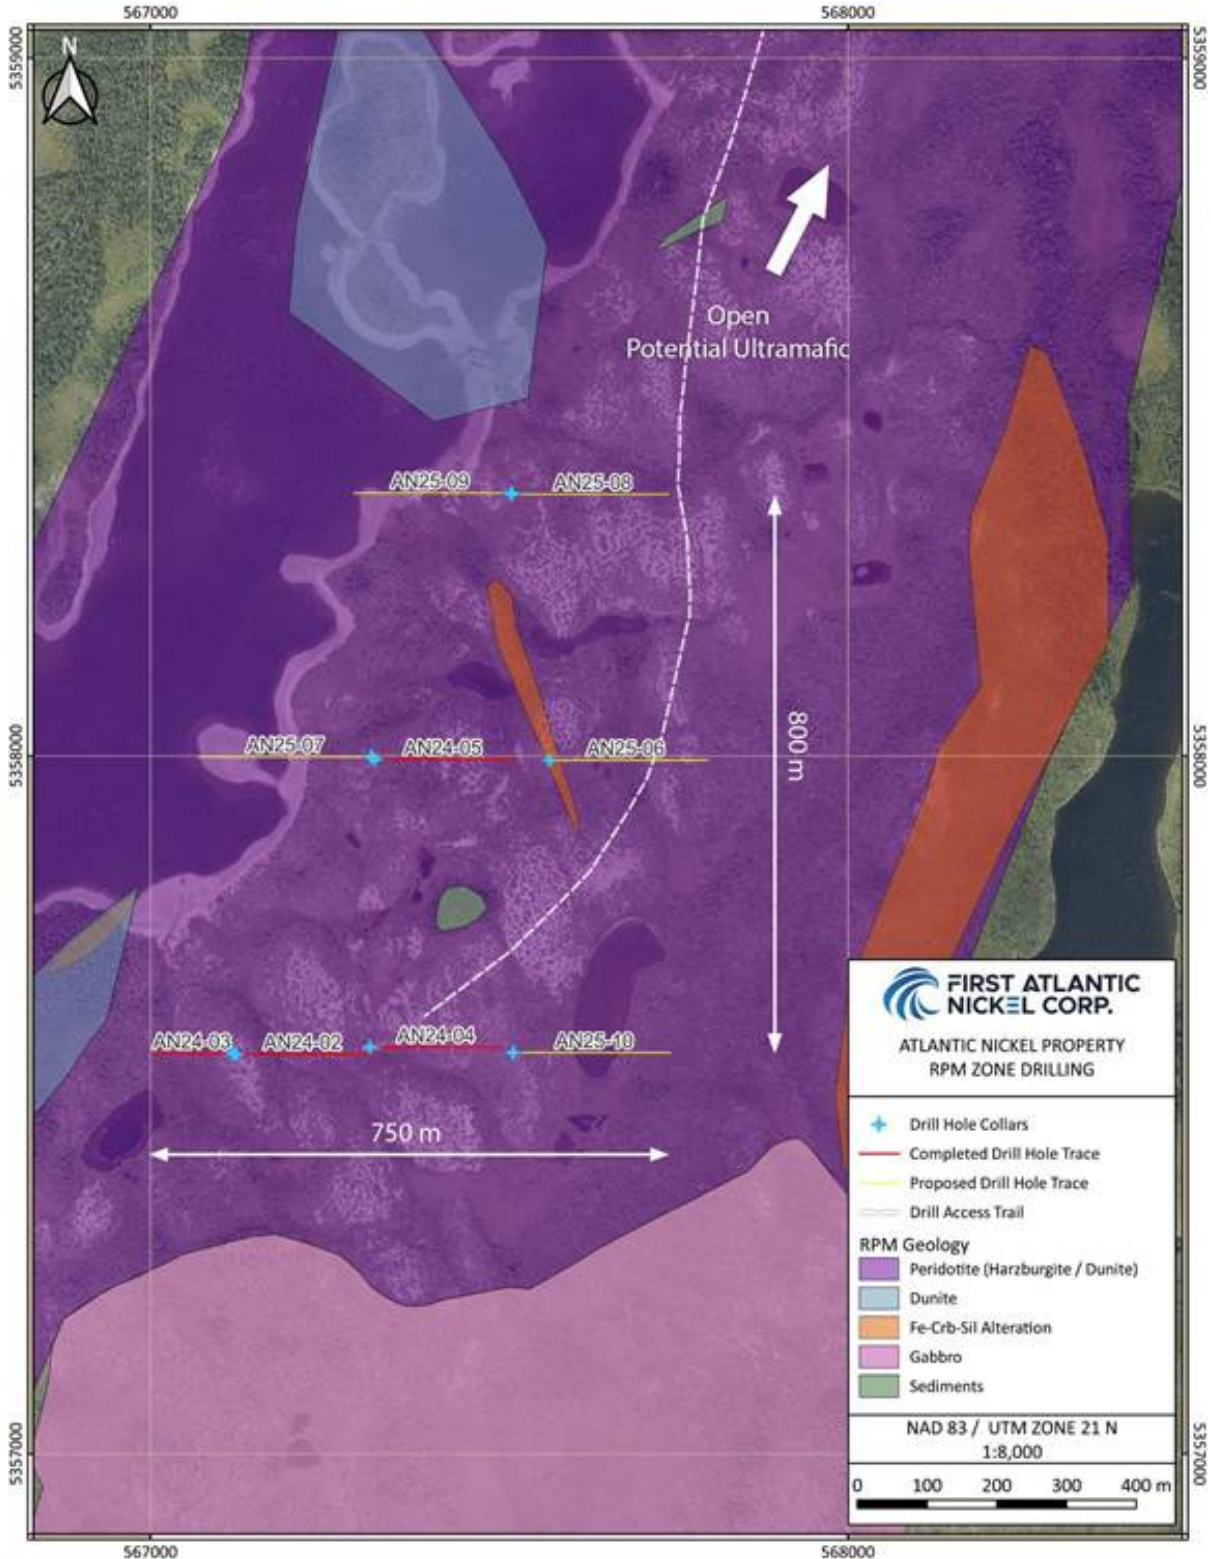 567000
568000
5359000
5359000
N
Open
Potential Ultramafic
AN25-09
AN25-08
800 m
AN25-07
AN24-05
AN25-06
5358000
5358000
AN24-03
AN24-02
AN24-04
AN25-10
750 m
FIRST ATLANTIC
NICKEL CORP.
ATLANTIC NICKEL PROPERTY
RPM ZONE DRILLING
Drill Hole Collars
Completed Drill Hole Trace
Proposed Drill Hole Trace
Drill Access Trail
RPM Geology
Peridotite (Harzburgite / Dunite)
Dunite
Fe-Crb-Sil Alteration
Gabbro
Sediments
NAD 83 / UTM ZONE 21 N
1:8,000
0 100 200 300 400 m
5357000
5357000
567000
568000